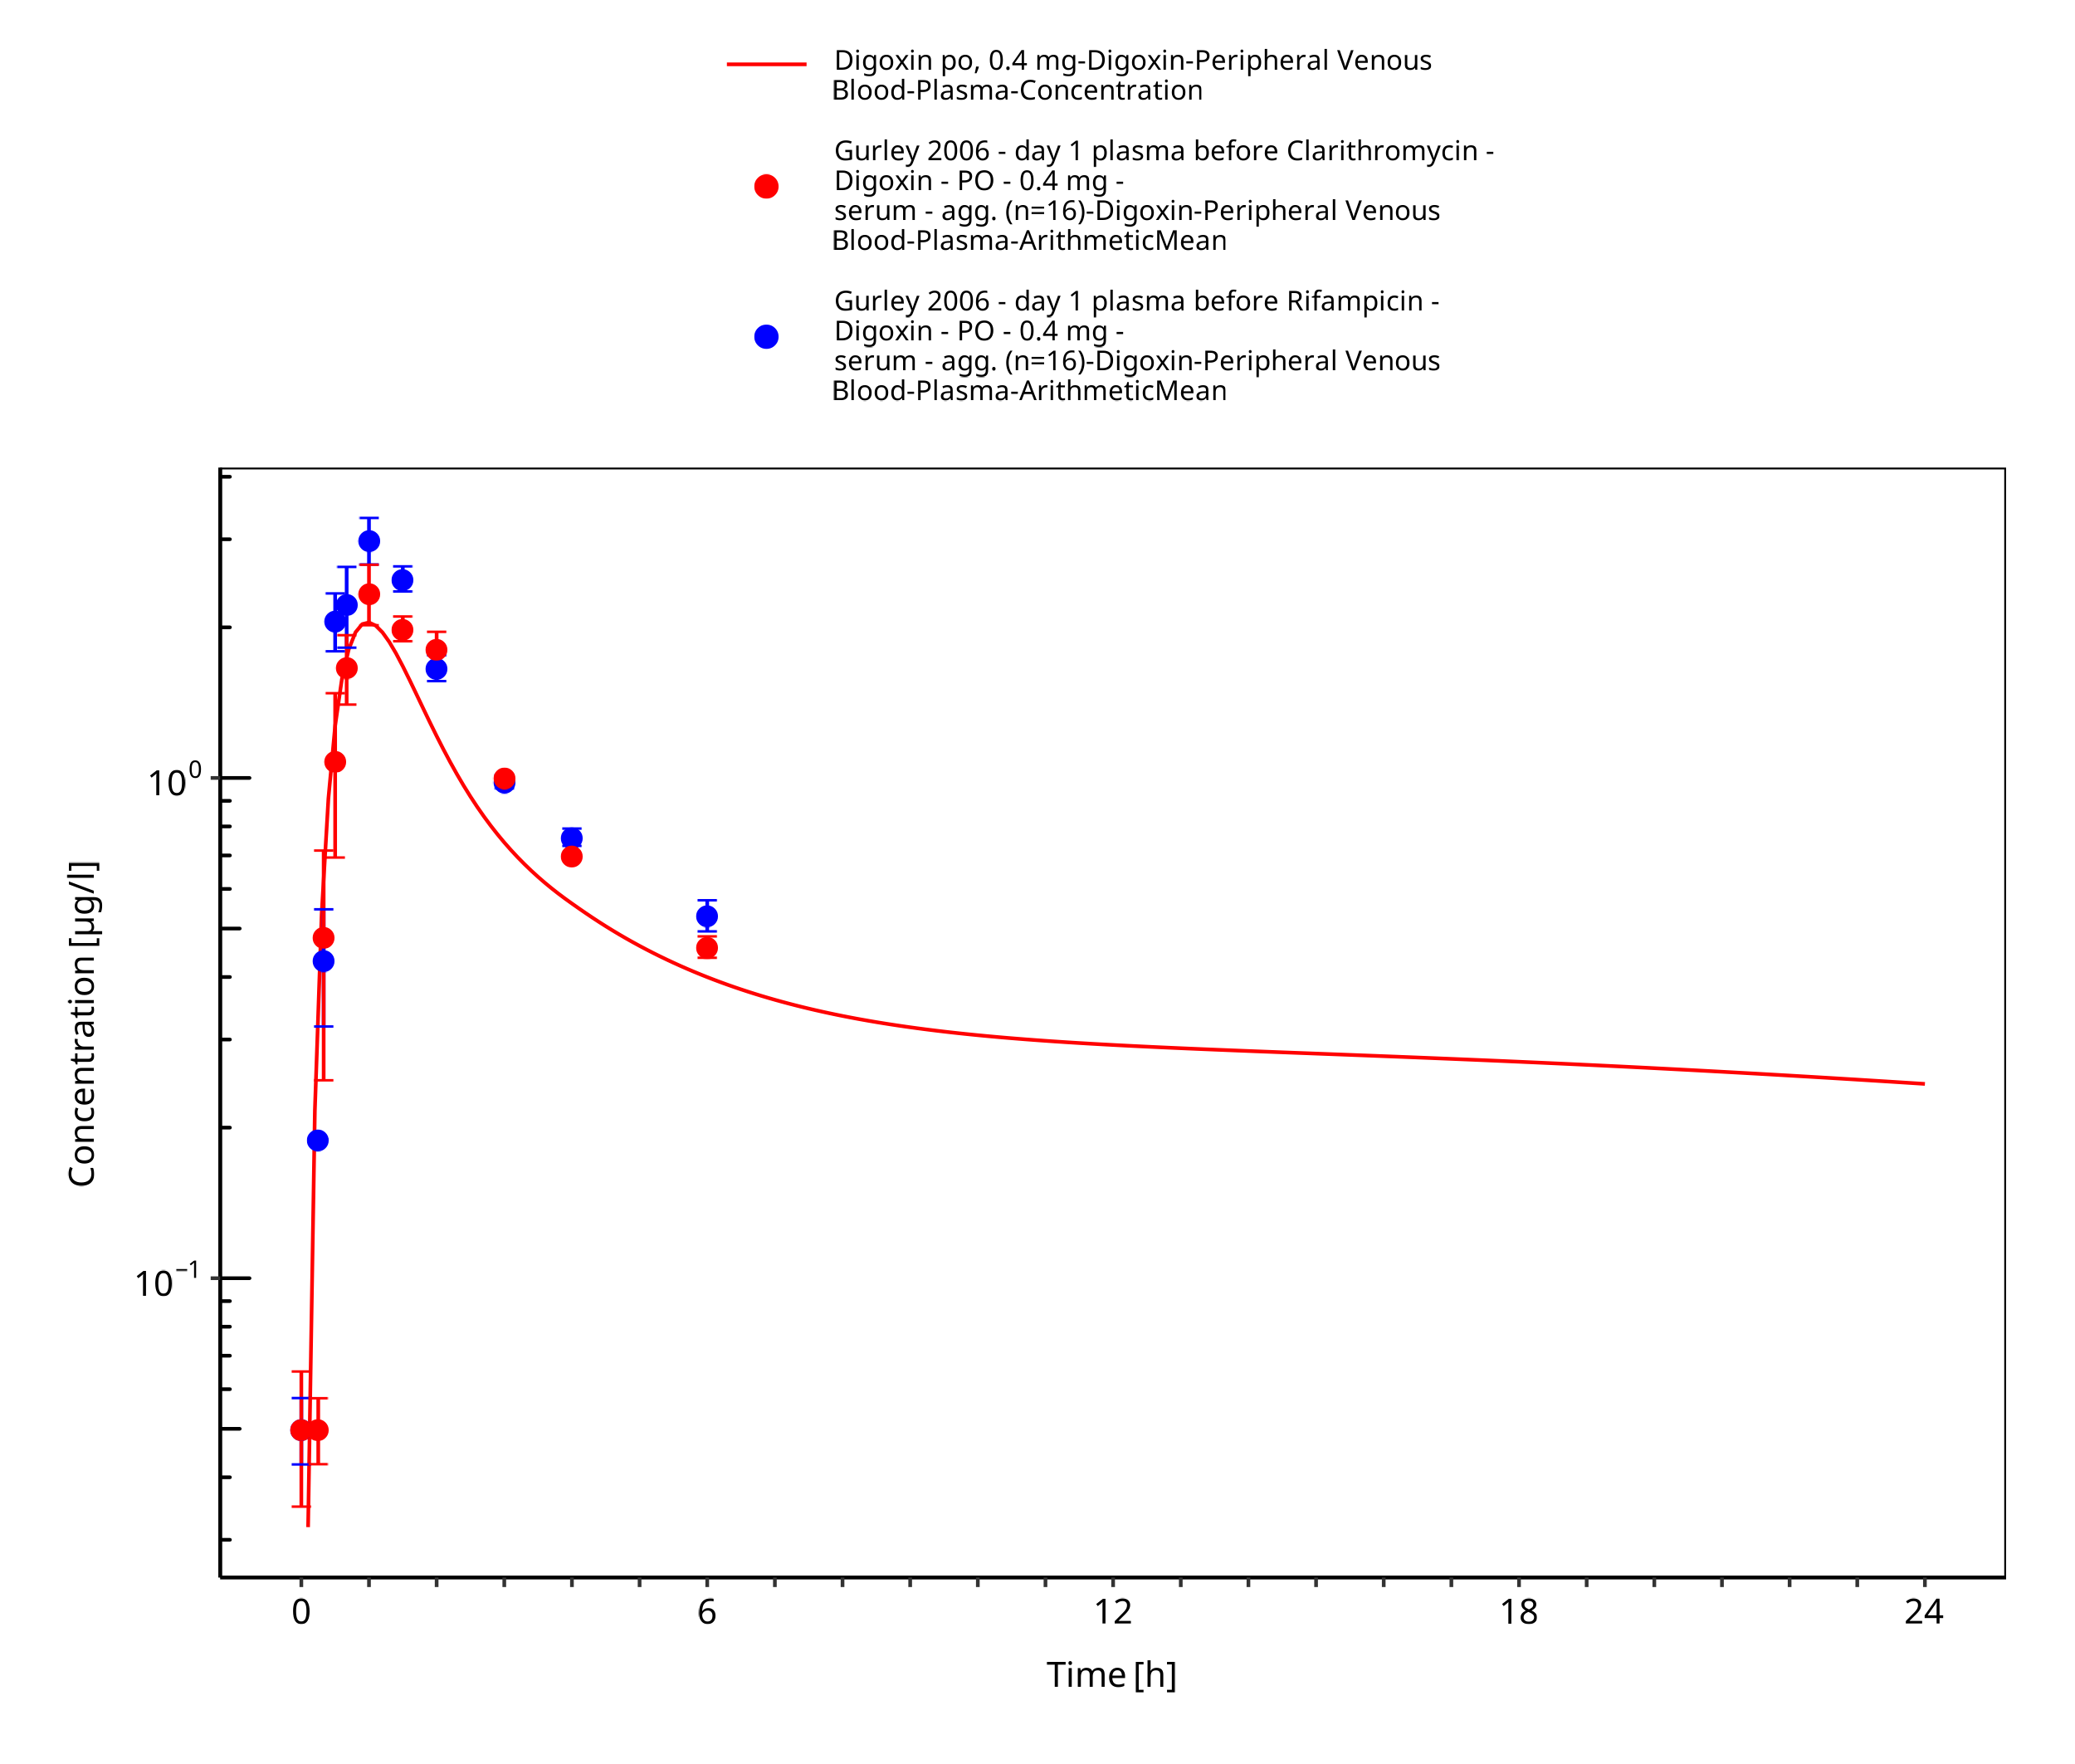 Digoxin po, 0.4 mg-Digoxin-Peripheral Venous
Blood-Plasma-Concentration
Gurley 2006 - day 1 plasma before Clarithromycin -
Digoxin - PO - 0.4 mg -
serum - agg. (n=16)-Digoxin-Peripheral Venous
Blood-Plasma-ArithmeticMean
Gurley 2006 - day 1 plasma before Rifampicin -
Digoxin - PO - 0.4 mg -
serum - agg. (n=16)-Digoxin-Peripheral Venous
Blood-Plasma-ArithmeticMean
Concentration [µg/l]
10⁰
10⁻¹
0 6 12 18 24
Time [h]